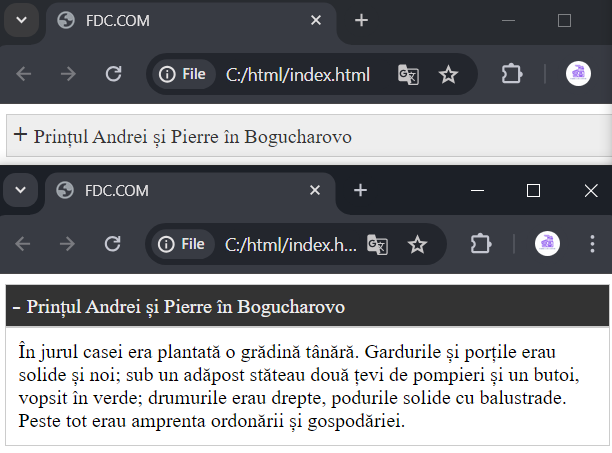 FDC.COM
File C:/html/index.html
+ Prințul Andrei și Pierre în Bogucharovo
FDC.COM
File C:/html/index.h...
- Prințul Andrei și Pierre în Bogucharovo
În jurul casei era plantată o grădină tânără. Gardurile și porțile erau
solide și noi; sub un adăpost stăteau două țevi de pompieri și un butoi,
vopsit în verde; drumurile erau drepte, podurile solide cu balustrade.
Peste tot erau amprenta ordonării și gospodăriei.